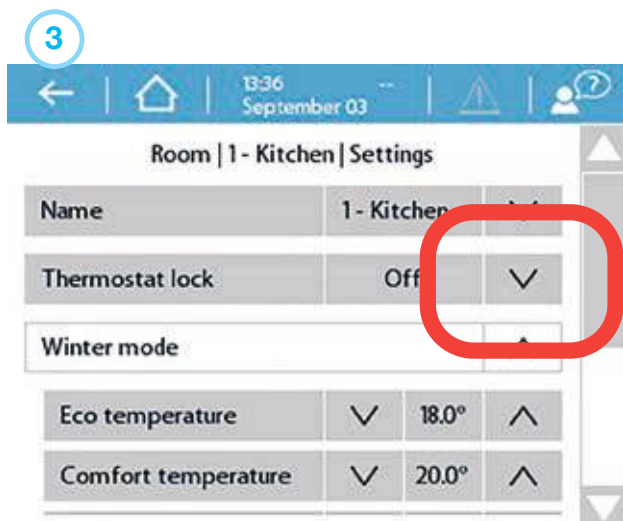 3
13:36 --
September 03
Room | 1 - Kitchen | Settings
Name 1 - Kitchen
Thermostat lock Off
Winter mode
Eco temperature 18.0°
Comfort temperature 20.0°